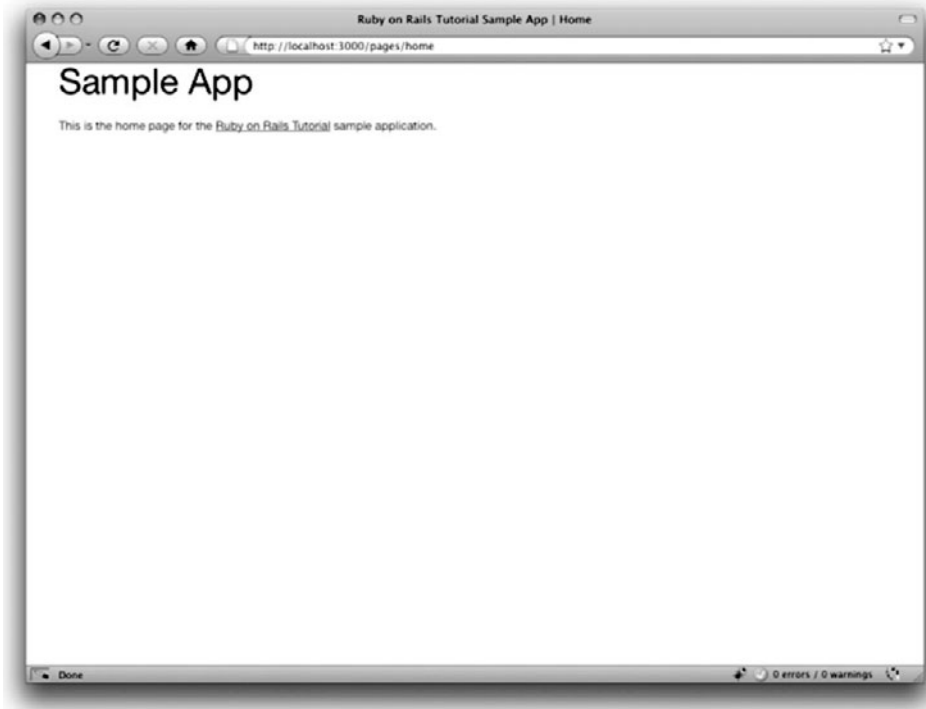 Ruby on Rails Tutorial Sample App | Home
http://localhost:3000/pages/home
Sample App
This is the home page for the Ruby on Rails Tutorial sample application.
Done
0 errors / 0 warnings